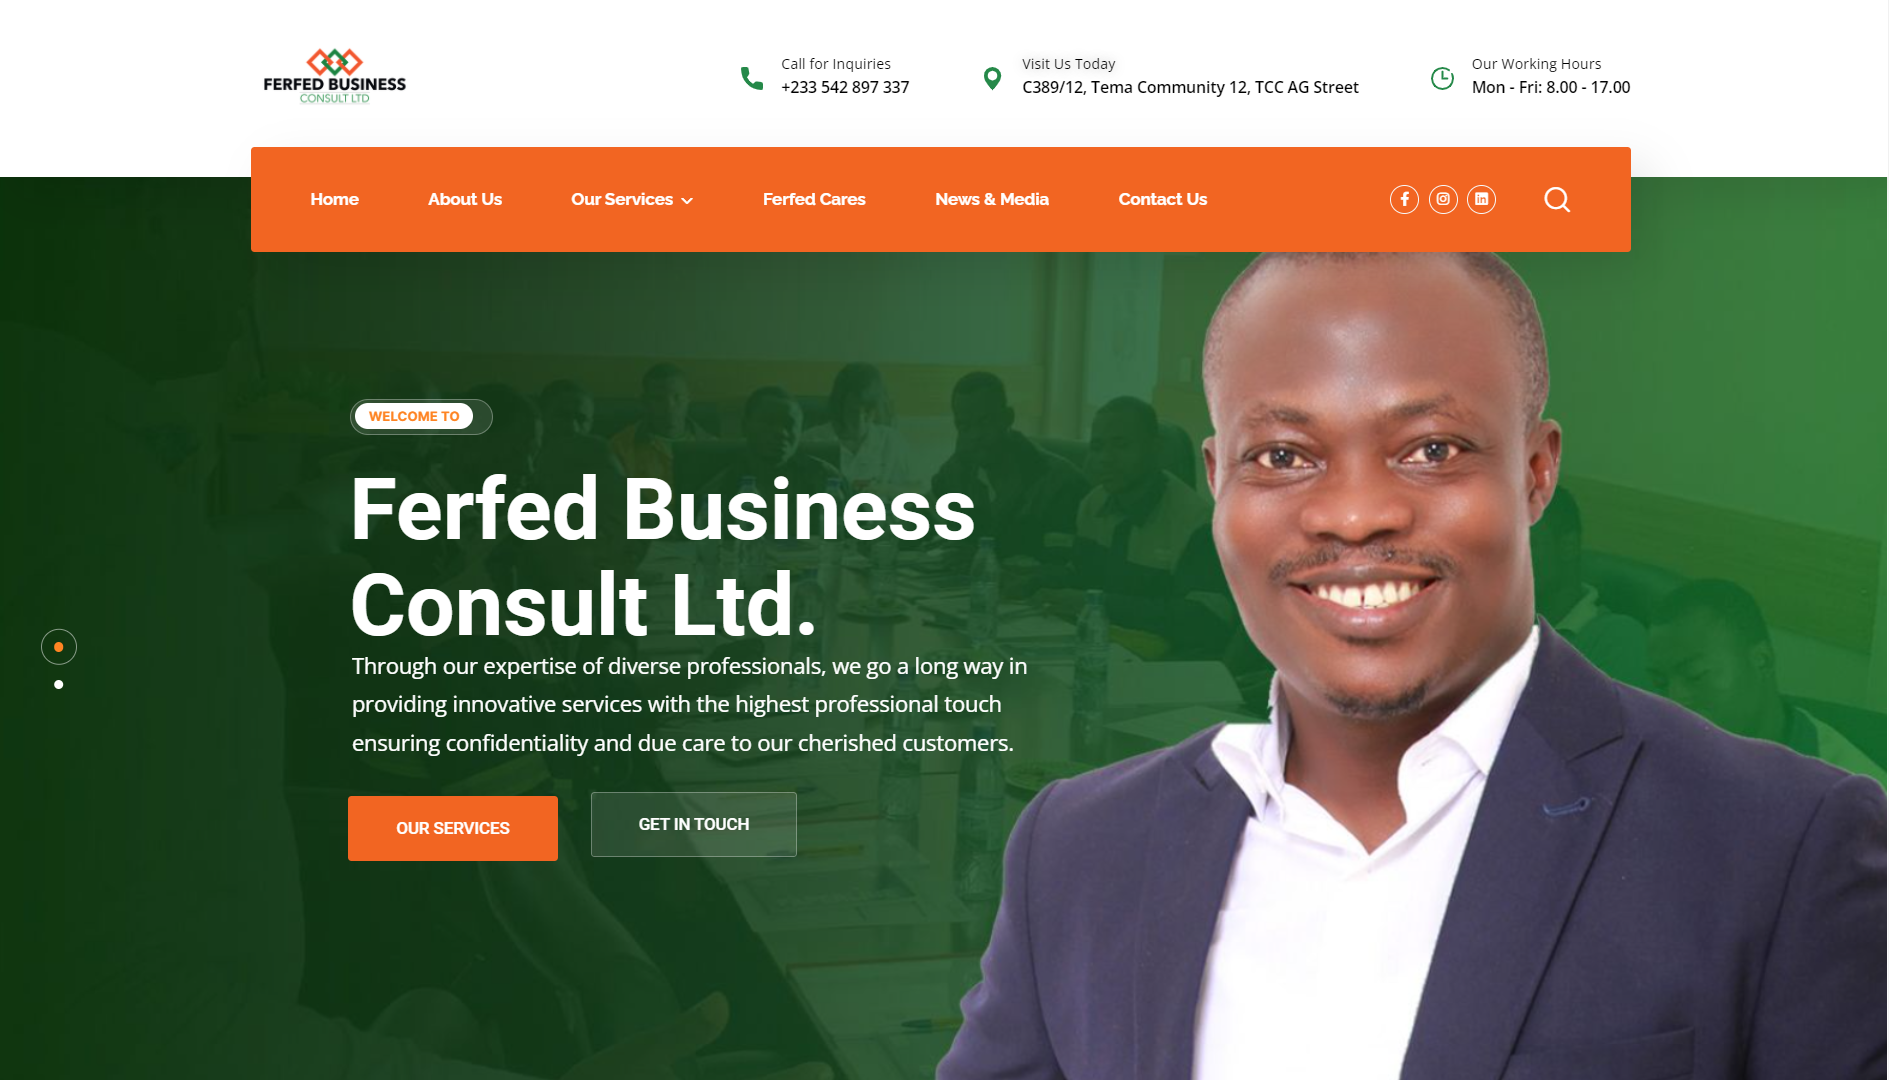 FERFED BUSINESS
CONSULT LTD
Call for Inquiries
+233 542 897 337
Visit Us Today
C389/12, Tema Community 12, TCC AG Street
Our Working Hours
Mon - Fri: 8.00 - 17.00
Home
About Us
Our Services
Ferfed Cares
News & Media
Contact Us
WELCOME TO
Ferfed Business
Consult Ltd.
Through our expertise of diverse professionals, we go a long way in
providing innovative services with the highest professional touch
ensuring confidentiality and due care to our cherished customers.
OUR SERVICES
GET IN TOUCH